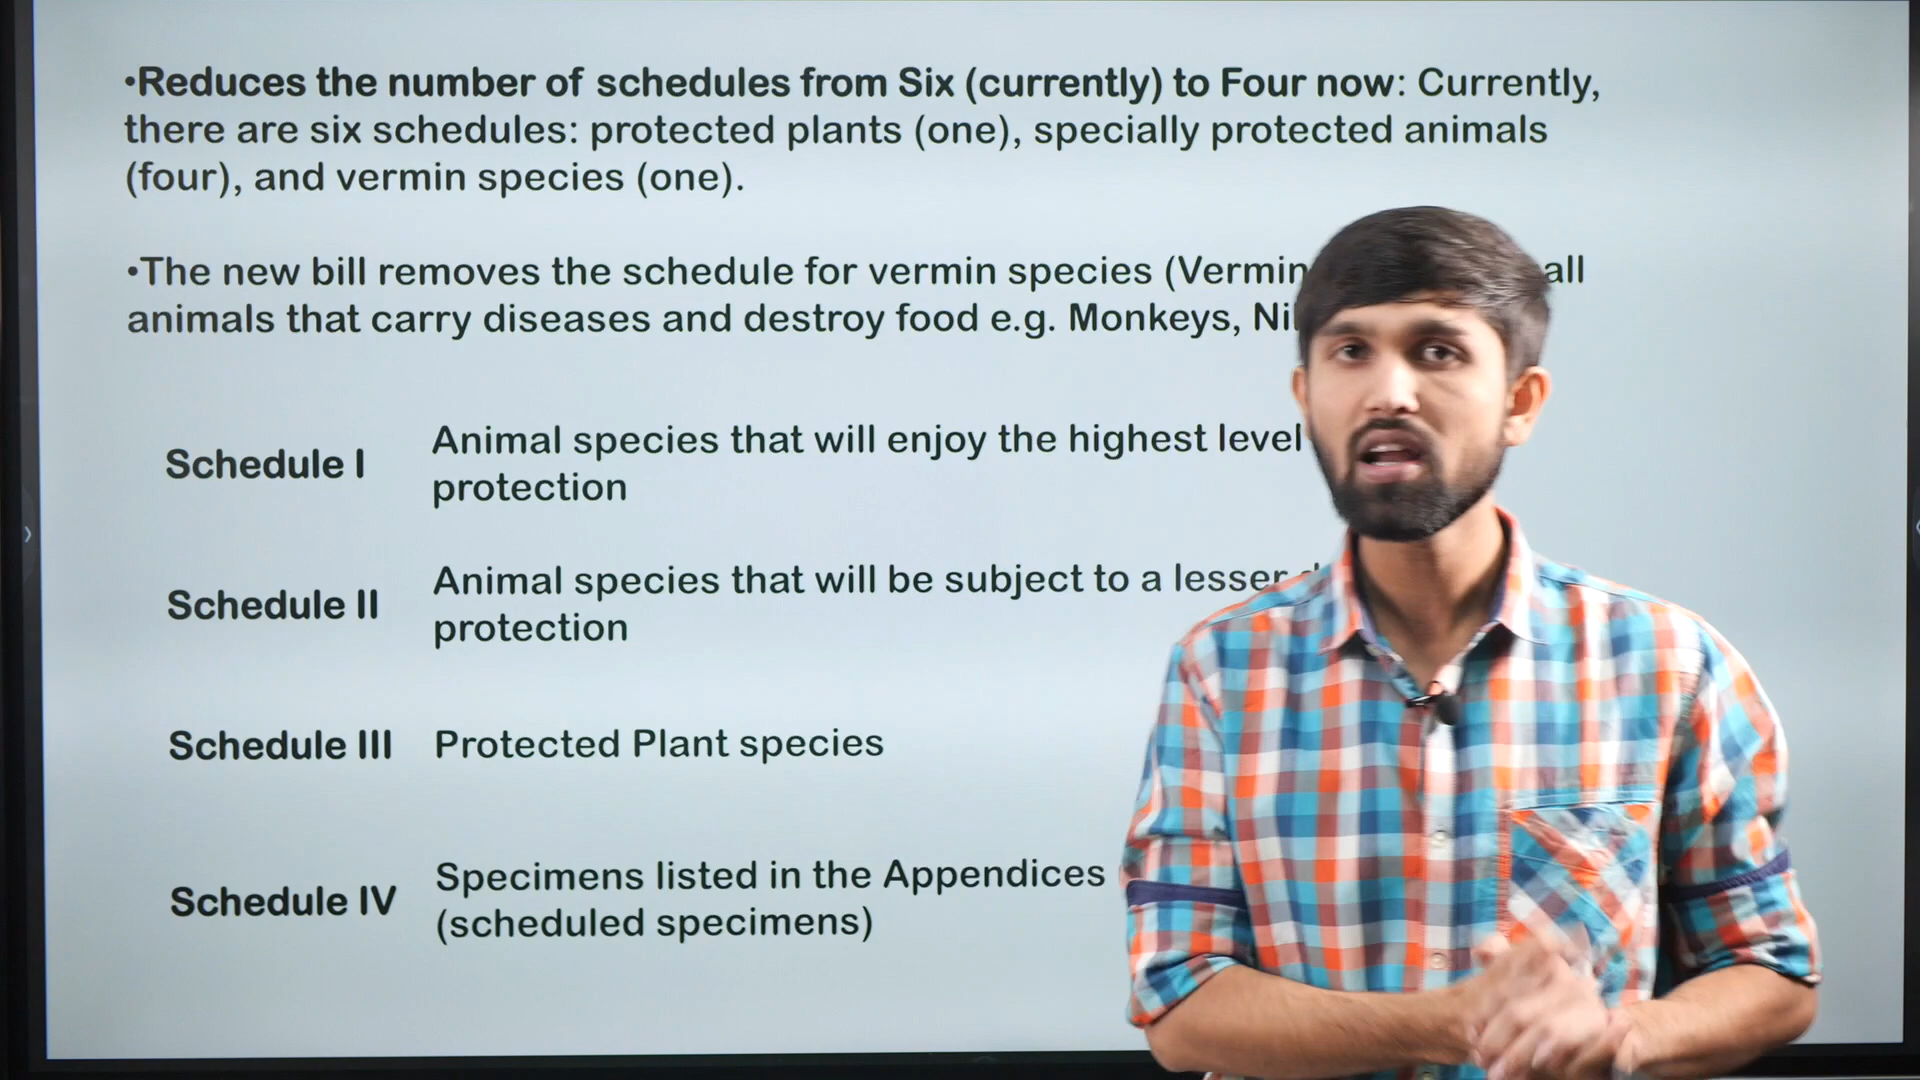 •Reduces the number of schedules from Six (currently) to Four now: Currently,
there are six schedules: protected plants (one), specially protected animals
(four), and vermin species (one).
•The new bill removes the schedule for vermin species (Vermin all
animals that carry diseases and destroy food e.g. Monkeys,
Schedule I
Animal species that will enjoy the highest level
protection
Schedule II
Animal species that will be subject to a lesser
protection
Schedule III
Protected Plant species
Schedule IV
Specimens listed in the Appendices
(scheduled specimens)